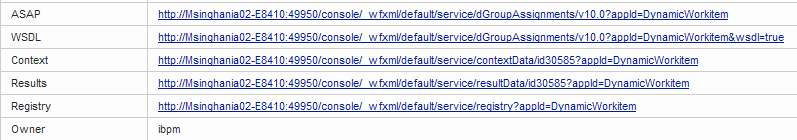 ASAP http://Msinghania02-E8410:49950/console/_wfxml/default/service/dGroupAssignments/v10.0?appId=DynamicWorkitem
WSDL http://Msinghania02-E8410:49950/console/_wfxml/default/service/dGroupAssignments/v10.0?appId=DynamicWorkitem&wsdl=true
Context http://Msinghania02-E8410:49950/console/_wfxml/default/service/contextData/id30585?appId=DynamicWorkitem
Results http://Msinghania02-E8410:49950/console/_wfxml/default/service/resultData/id30585?appId=DynamicWorkitem
Registry http://Msinghania02-E8410:49950/console/_wfxml/default/service/registry?appId=DynamicWorkitem
Owner ibpm